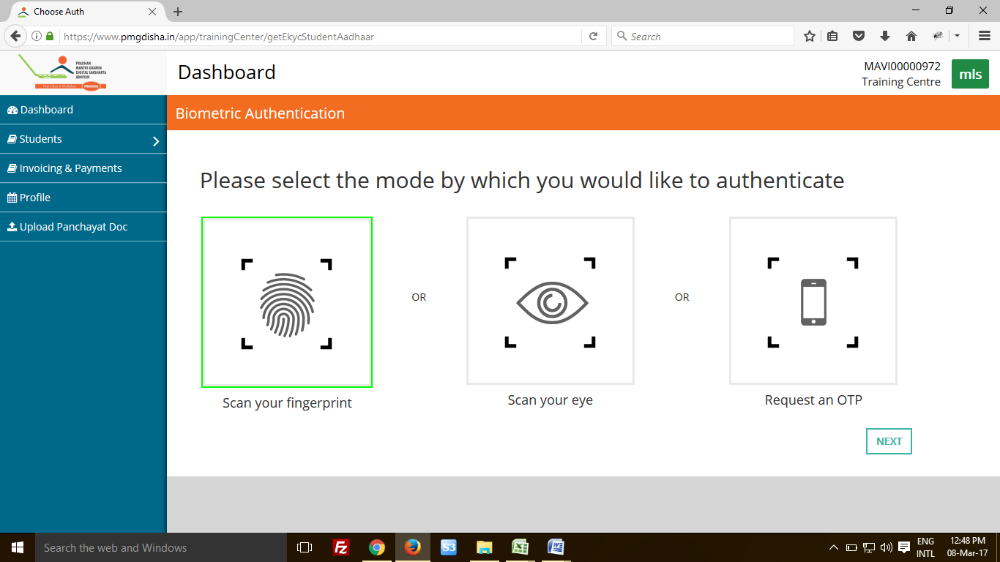 Choose Auth
https://www.pmgdisha.in/app/trainingCenter/getEkycStudentAadhaar
Search
PRADHAN
MANTRI GRAMIN
DIGITAL SAKSHARTA
ABHIYAN
PMGDISHA
Dashboard
MAVI00000972
Training Centre
mls
Dashboard
Students
Invoicing & Payments
Profile
Upload Panchayat Doc
Biometric Authentication
Please select the mode by which you would like to authenticate
OR
OR
Scan your fingerprint
Scan your eye
Request an OTP
NEXT
Search the web and Windows
Fz
S3
ENG
INTL
12:48 PM
08-Mar-17